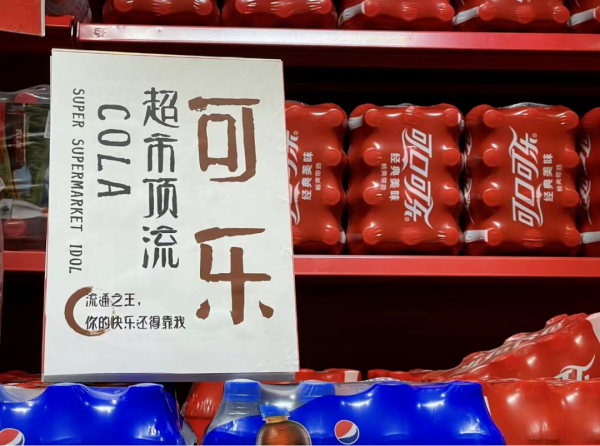 可乐
超市顶流
COLA
SUPER SUPERMARKET IDOL
流通之王，
你的快乐还得靠我
可口可乐
经典美味
可口可乐
经典美味
可口可乐
经典美味